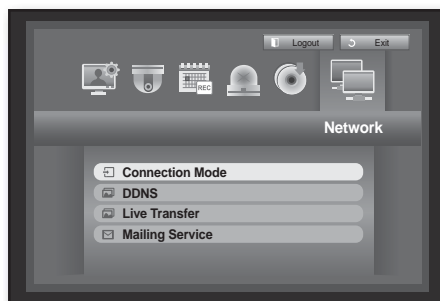 Logout Exit
REC
Network
Connection Mode
DDNS
Live Transfer
Mailing Service